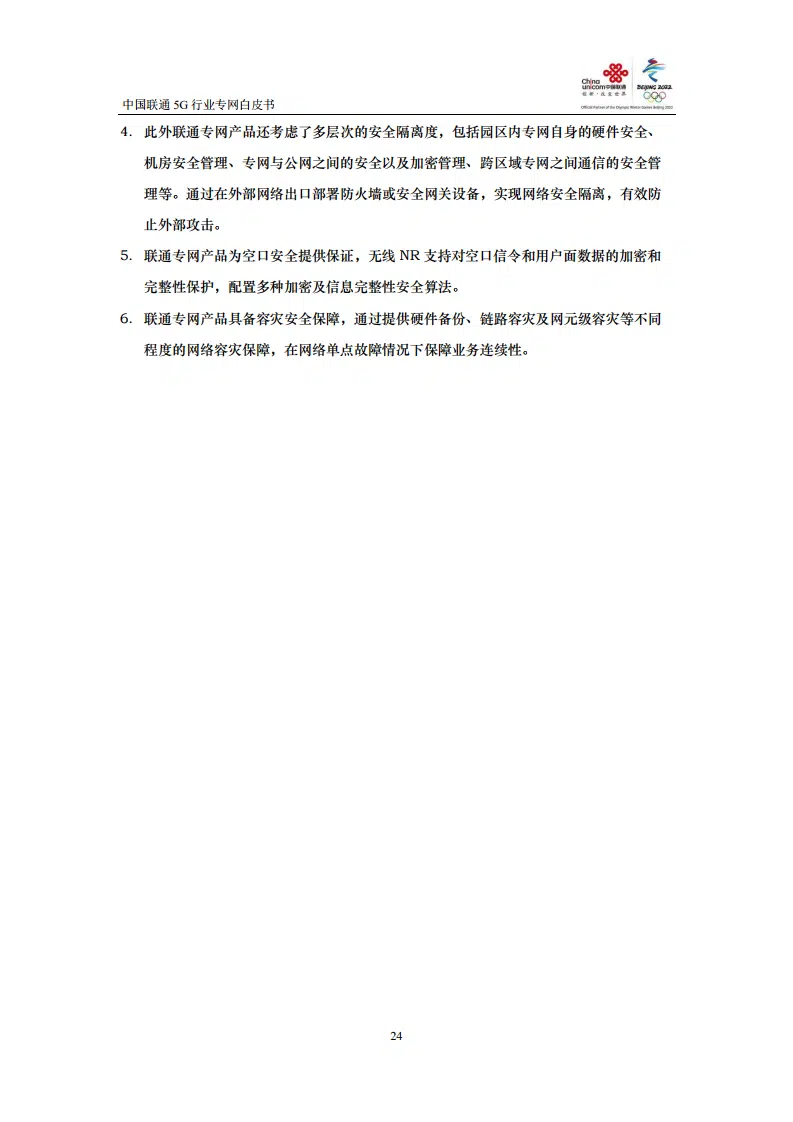 中国联通 5G 行业专网白皮书
China
unicom中国联通
创新·改变世界
BEIJING 2022
Official Partner of the Olympic Winter Games Beijing 2022
4. 此外联通专网产品还考虑了多层次的安全隔离度，包括园区内专网自身的硬件安全、
机房安全管理、专网与公网之间的安全以及加密管理、跨区域专网之间通信的安全管
理等。通过在外部网络出口部署防火墙或安全网关设备，实现网络安全隔离，有效防
止外部攻击。
5. 联通专网产品为空口安全提供保证，无线 NR 支持对空口信令和用户面数据的加密和
完整性保护，配置多种加密及信息完整性安全算法。
6. 联通专网产品具备容灾安全保障，通过提供硬件备份、链路容灾及网元级容灾等不同
程度的网络容灾保障，在网络单点故障情况下保障业务连续性。
24